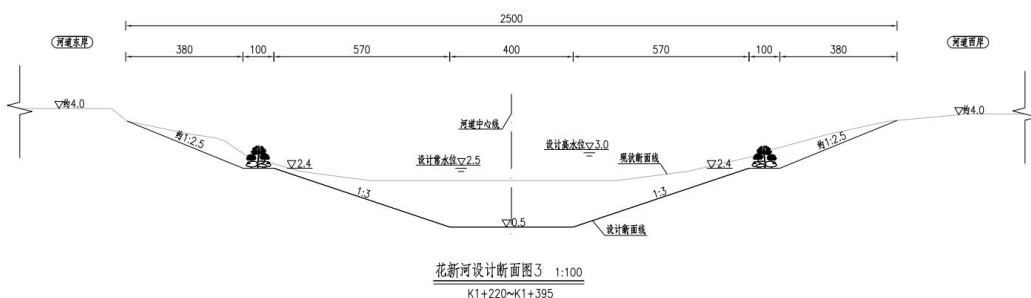 2500
河道东岸
河道西岸
380 100 570 400 570 100 380
约4.0
约4.0
河道中心线
约1:2.5
约1:2.5
设计高水位 3.0
设计常水位 2.5
现状断面线
2.4
2.4
1:3
1:3
0.5
设计断面线
花新河设计断面图3 1:100
K1+220~K1+395